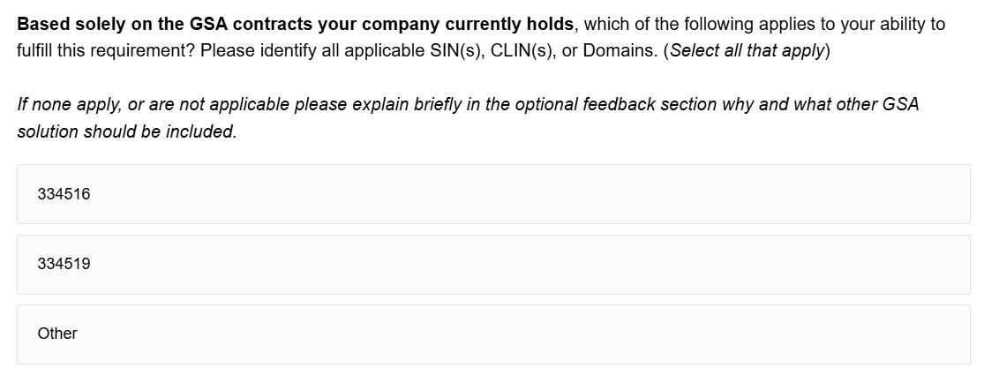 Based solely on the GSA contracts your company currently holds, which of the following applies to your ability to
fulfill this requirement? Please identify all applicable SIN(s), CLIN(s), or Domains. (Select all that apply)
If none apply, or are not applicable please explain briefly in the optional feedback section why and what other GSA
solution should be included.
334516
334519
Other